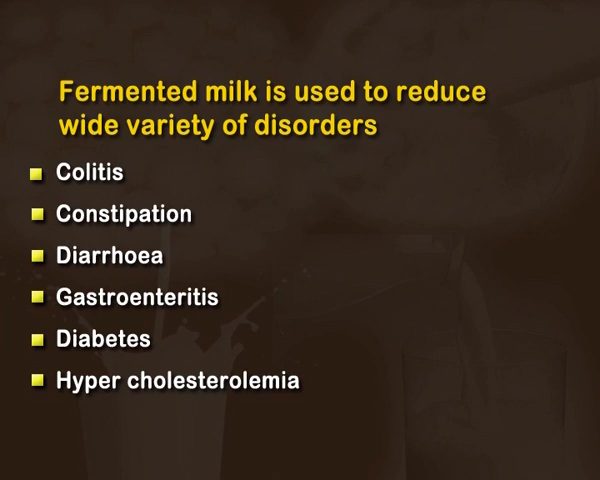 Fermented milk is used to reduce
wide variety of disorders
Colitis
Constipation
Diarrhoea
Gastroenteritis
Diabetes
Hyper cholesterolemia